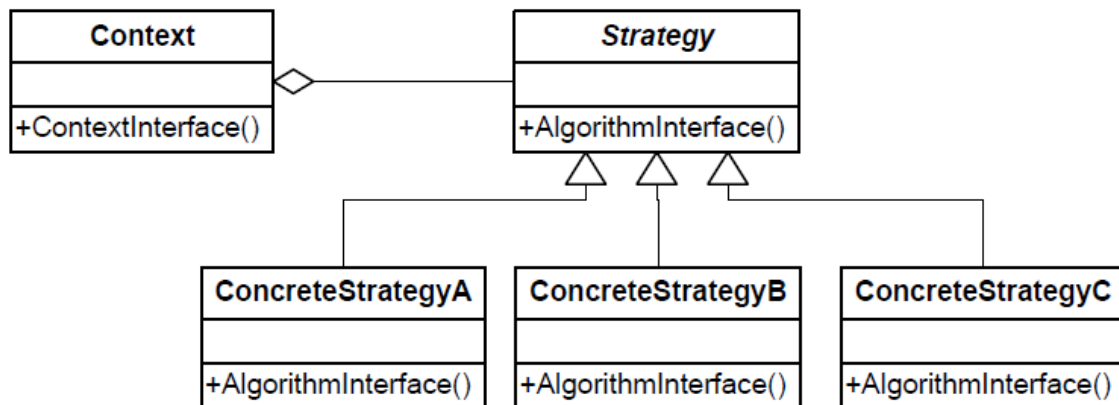 Context
Strategy
+ContextInterface()
+AlgorithmInterface()
ConcreteStrategyA
ConcreteStrategyB
ConcreteStrategyC
+AlgorithmInterface()
+AlgorithmInterface()
+AlgorithmInterface()